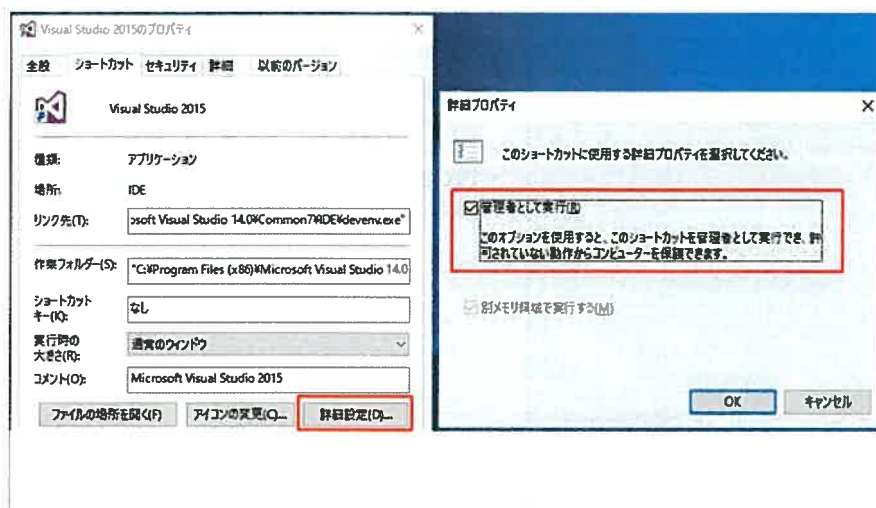 Visual Studio 2015のプロパティ
全般 ショートカット セキュリティ 詳細 以前のバージョン
Visual Studio 2015
種類: アプリケーション
場所: IDE
リンク先(T): osoft Visual Studio 14.0¥Common7¥IDE¥devenv.exe"
作業フォルダー(S): "C:¥Program Files (x86)¥Microsoft Visual Studio 14.0
ショートカット
キー(K): なし
実行時の
大きさ(R): 通常のウィンドウ
コメント(O): Microsoft Visual Studio 2015
ファイルの場所を開く(F) アイコンの変更(C)... 詳細設定(D)...
詳細プロパティ
このショートカットに使用する詳細プロパティを選択してください。
管理者として実行(R)
このオプションを使用すると、このショートカットを管理者として実行でき、許
可されていない動作からコンピューターを保護できます。
別メモリ領域で実行する(M)
OK キャンセル